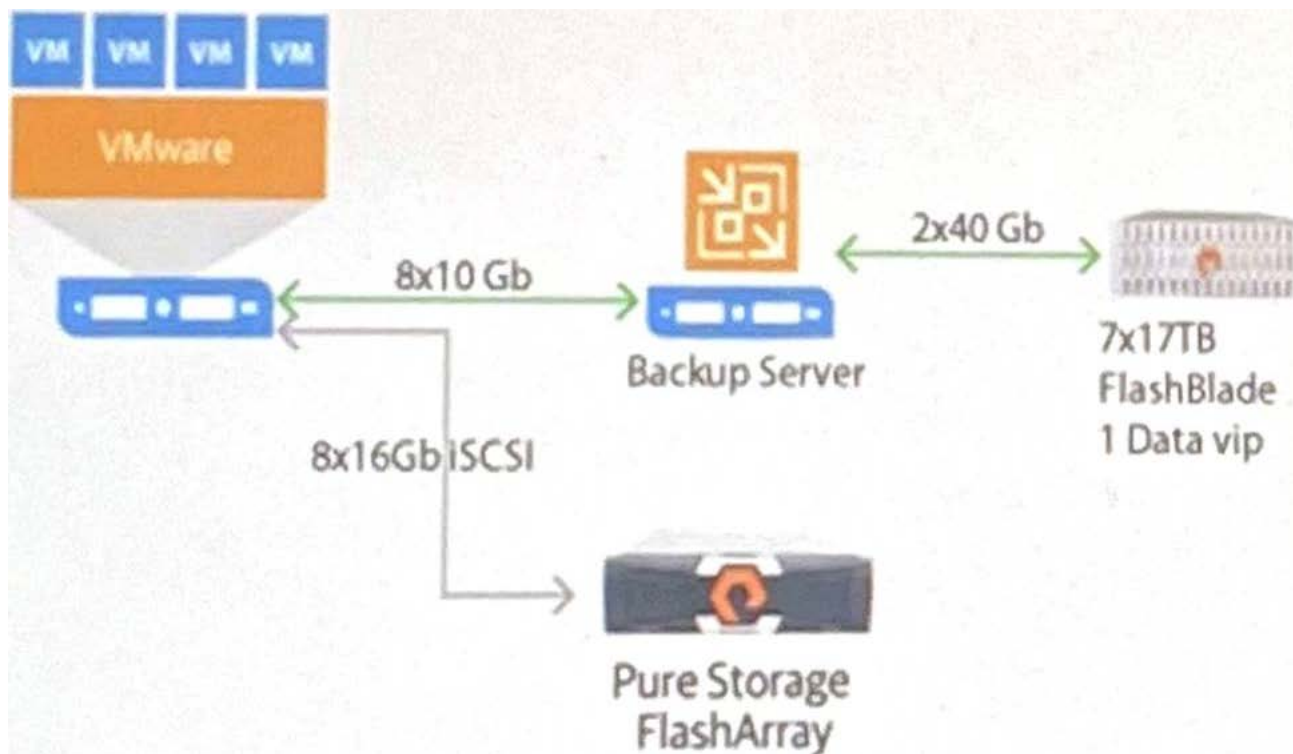 VM VM VM VM
VMware
8x10 Gb
2x40 Gb
Backup Server
7x17TB
FlashBlade
1 Data vip
8x16Gb iSCSI
Pure Storage
FlashArray